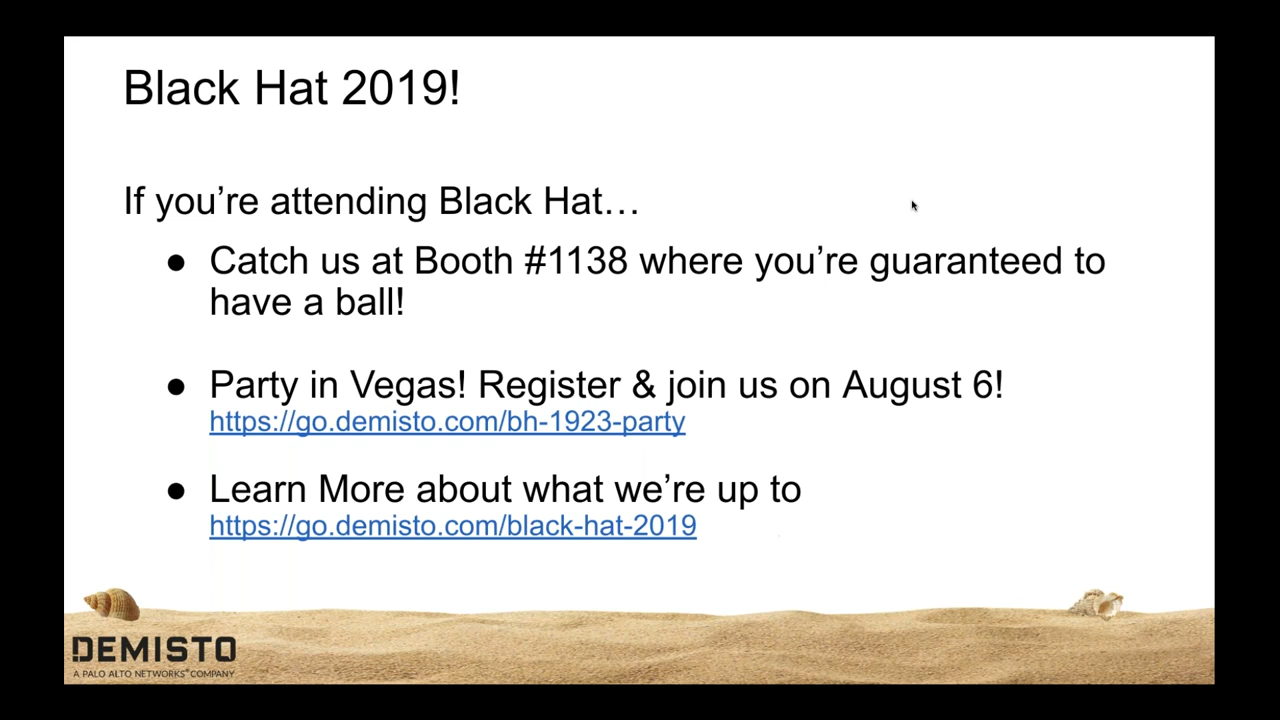 Black Hat 2019!
If you’re attending Black Hat…
● Catch us at Booth #1138 where you’re guaranteed to
have a ball!
● Party in Vegas! Register & join us on August 6!
https://go.demisto.com/bh-1923-party
● Learn More about what we’re up to
https://go.demisto.com/black-hat-2019
DEMISTO
A PALO ALTO NETWORKS® COMPANY